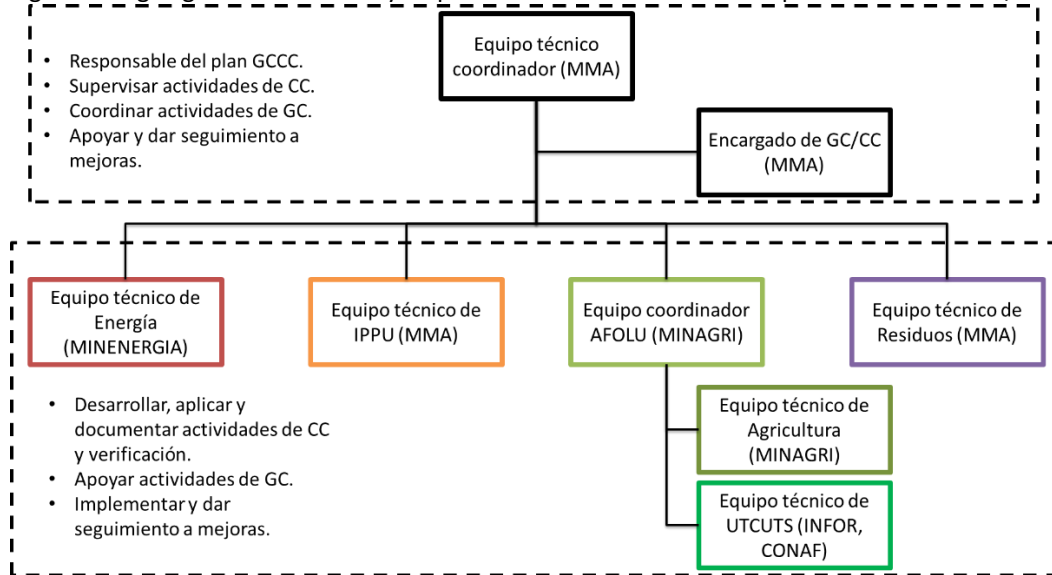 Equipo técnico
coordinador (MMA)
• Responsable del plan GCCC.
• Supervisar actividades de CC.
• Coordinar actividades de GC.
• Apoyar y dar seguimiento a
mejoras.
Encargado de GC/CC
(MMA)
Equipo técnico de
Energía
(MINENERGIA)
Equipo técnico de
IPPU (MMA)
Equipo coordinador
AFOLU (MINAGRI)
Equipo técnico de
Residuos (MMA)
• Desarrollar, aplicar y
documentar actividades de CC
y verificación.
• Apoyar actividades de GC.
• Implementar y dar
seguimiento a mejoras.
Equipo técnico de
Agricultura
(MINAGRI)
Equipo técnico de
UTCUTS (INFOR,
CONAF)